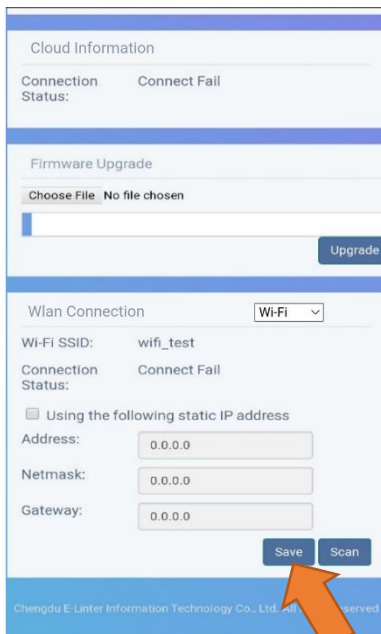 Cloud Information
Connection Status: Connect Fail
Firmware Upgrade
Choose File No file chosen
Upgrade
Wlan Connection Wi-Fi
Wi-Fi SSID: wifi_test
Connection Status: Connect Fail
Using the following static IP address
Address: 0.0.0.0
Netmask: 0.0.0.0
Gateway: 0.0.0.0
Save Scan
Chengdu E-Linter Information Technology Co., Ltd. All served